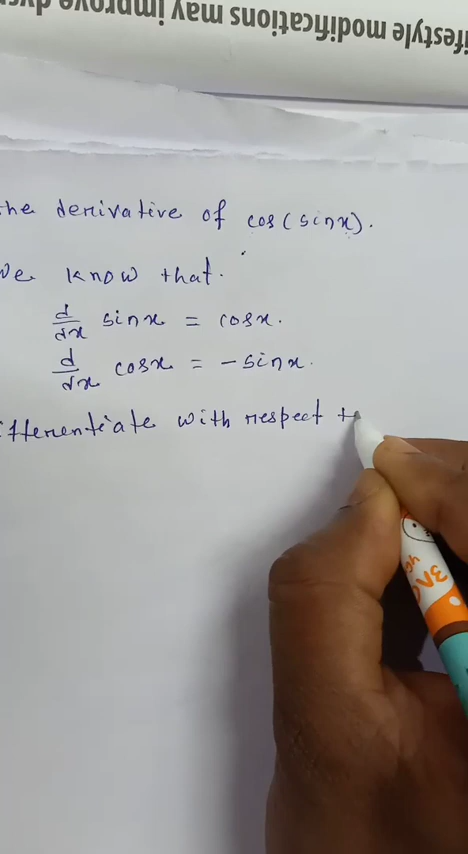 ifestyle modifications may improve
the derivative of cos(sinx).
we know that.
d/dx sinx = cosx.
d/dx cosx = -sinx.
ifferentiate with respect t